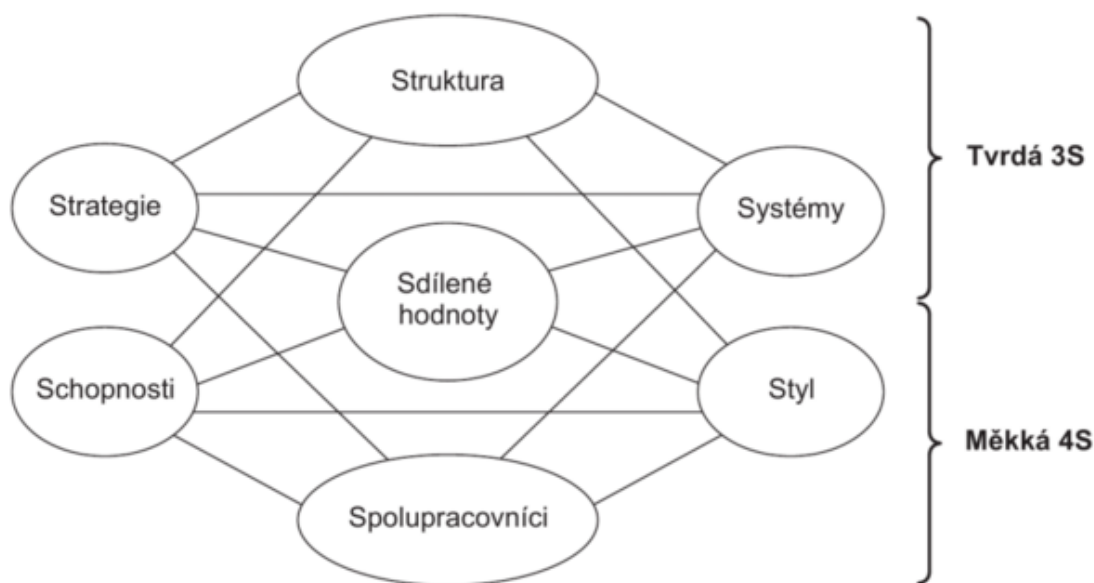 Struktura
Tvrdá 3S
Strategie
Systémy
Sdílené
hodnoty
Schopnosti
Styl
Měkká 4S
Spolupracovníci